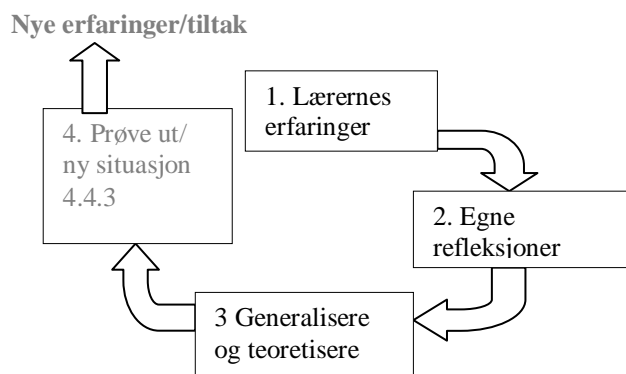 Nye erfaringer/tiltak
1. Lærernes
erfaringer
4. Prøve ut/
ny situasjon
4.4.3
2. Egne
refleksjoner
3 Generalisere
og teoretisere